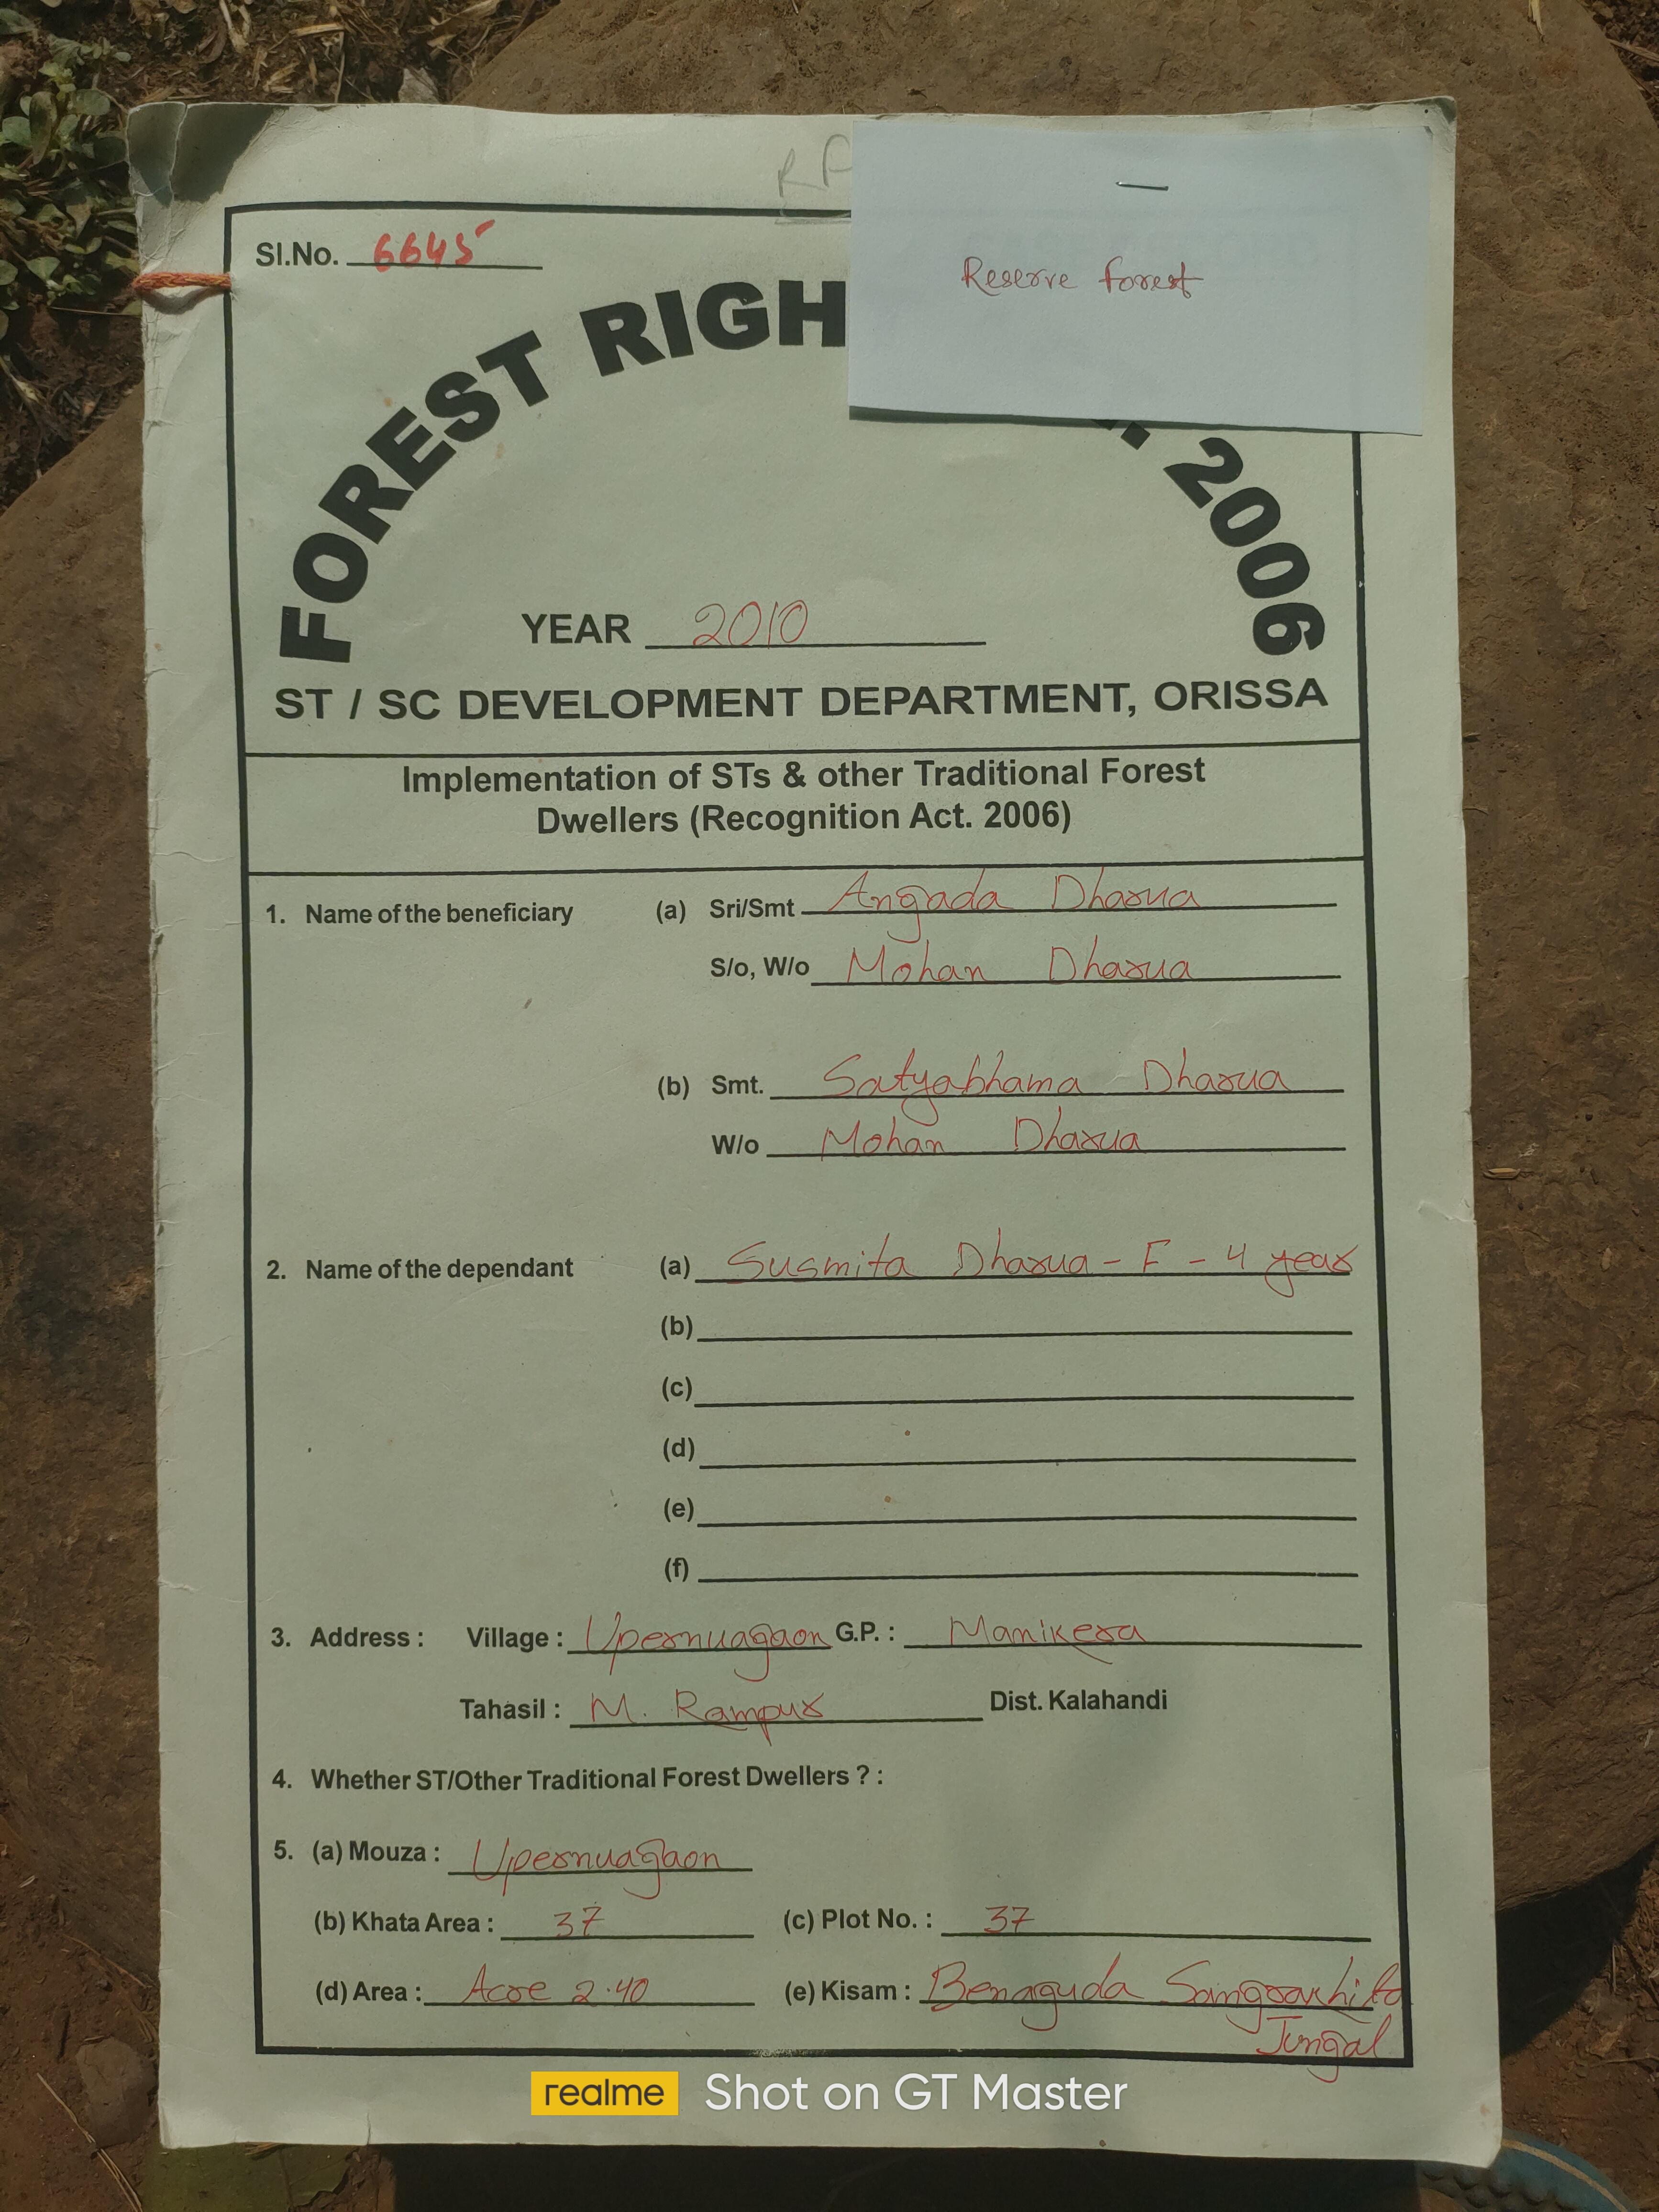 RP
Sl.No. 6645
Reserve forest
FOREST RIGH . 2006
YEAR 2010
ST / SC DEVELOPMENT DEPARTMENT, ORISSA
Implementation of STs & other Traditional Forest
Dwellers (Recognition Act. 2006)
1. Name of the beneficiary (a) Sri/Smt Angada Dharua
S/o, W/o Mohan Dharua
(b) Smt. Satyabhama Dharua
W/o Mohan Dharua
2. Name of the dependant (a) Susmita Dharua - F - 4 year
(b)
(c)
(d)
(e)
(f)
3. Address : Village : Upernuagaon G.P. : Manikera
Tahasil : M. Rampur Dist. Kalahandi
4. Whether ST/Other Traditional Forest Dwellers ? :
5. (a) Mouza : Upernuagaon
(b) Khata Area : 37 (c) Plot No. : 37
(d) Area : Acre 2.40 (e) Kisam : Benaguda Sangrakhita
Jungal
realme Shot on GT Master